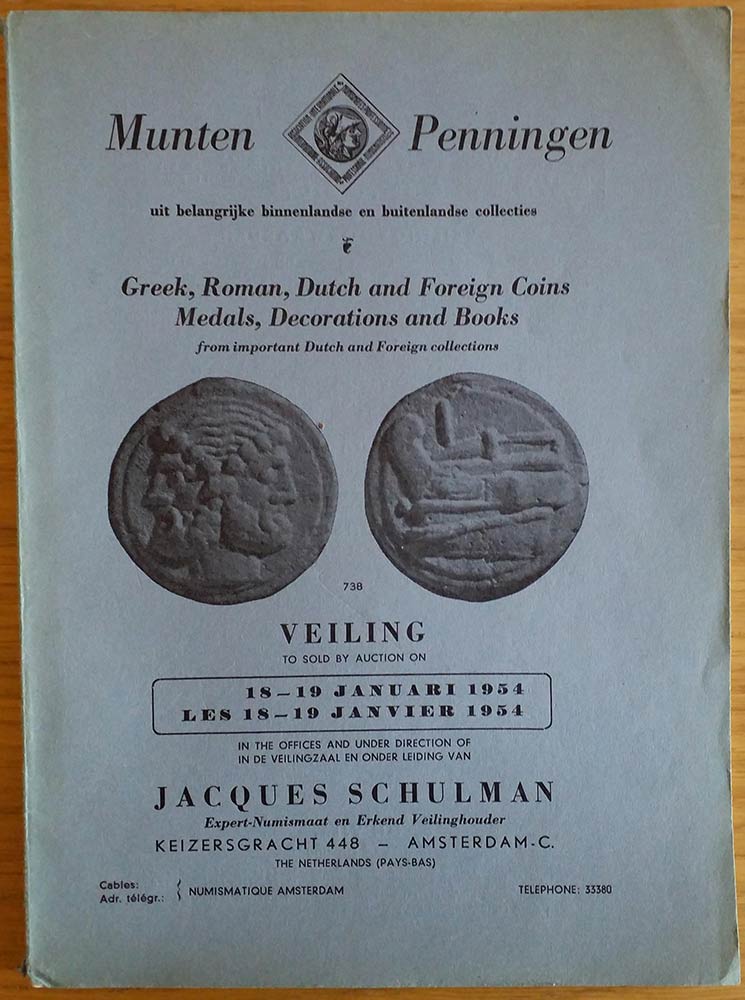 Munten Penningen
uit belangrijke binnenlandse en buitenlandse collecties
Greek, Roman, Dutch and Foreign Coins
Medals, Decorations and Books
from important Dutch and Foreign collections
738
VEILING
TO SOLD BY AUCTION ON
18–19 JANUARI 1954
LES 18–19 JANVIER 1954
IN THE OFFICES AND UNDER DIRECTION OF
IN DE VEILINGZAAL EN ONDER LEIDING VAN
JACQUES SCHULMAN
Expert-Numismaat en Erkend Veilinghouder
KEIZERSGRACHT 448 – AMSTERDAM-C.
THE NETHERLANDS (PAYS-BAS)
Cables:
Adr. télégr.: { NUMISMATIQUE AMSTERDAM TELEPHONE: 33380